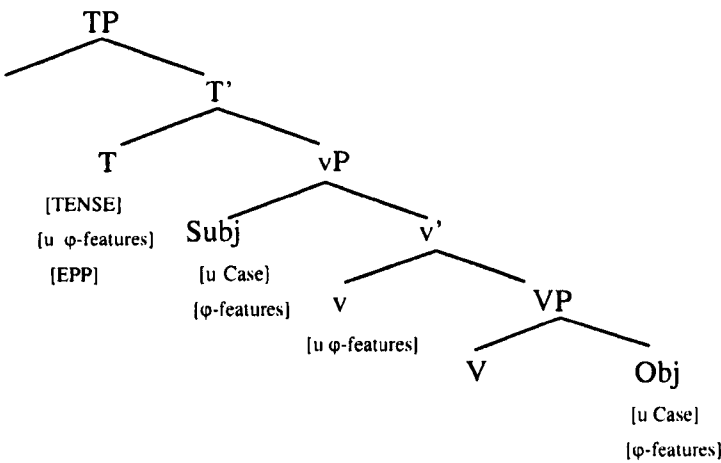 TP
T'
T
vP
[TENSE]
[u φ-features]
[EPP]
Subj
v'
[u Case]
[φ-features]
v
VP
[u φ-features]
V
Obj
[u Case]
[φ-features]